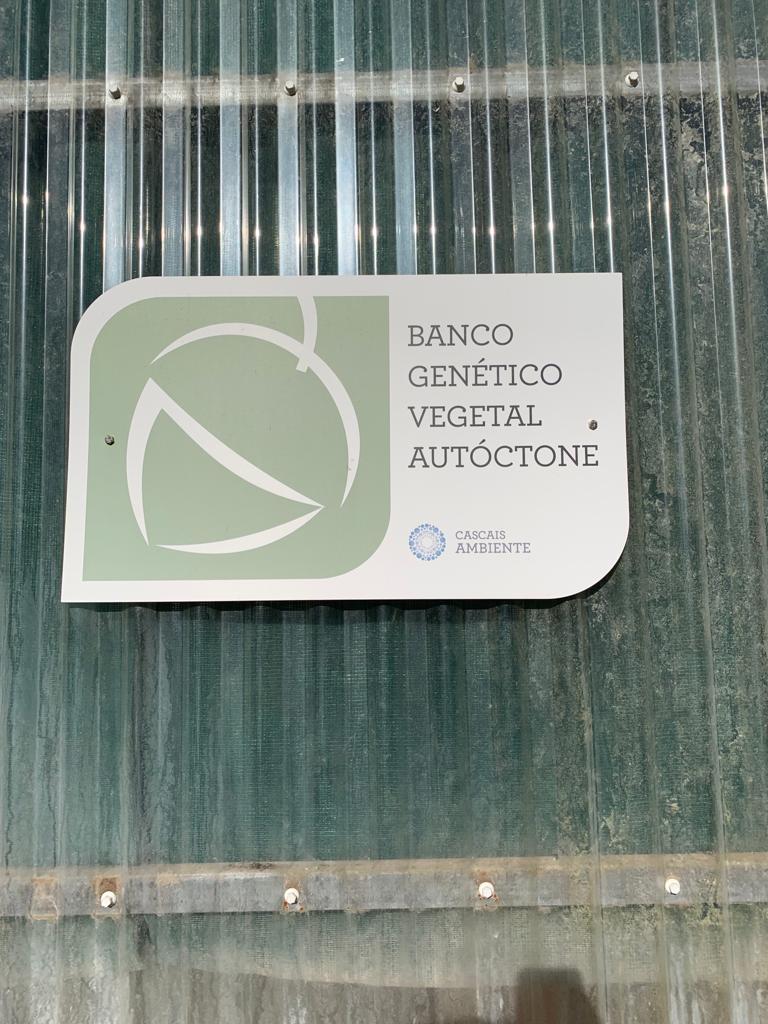 BANCO
GENÉTICO
VEGETAL
AUTÓCTONE
CASCAIS
AMBIENTE